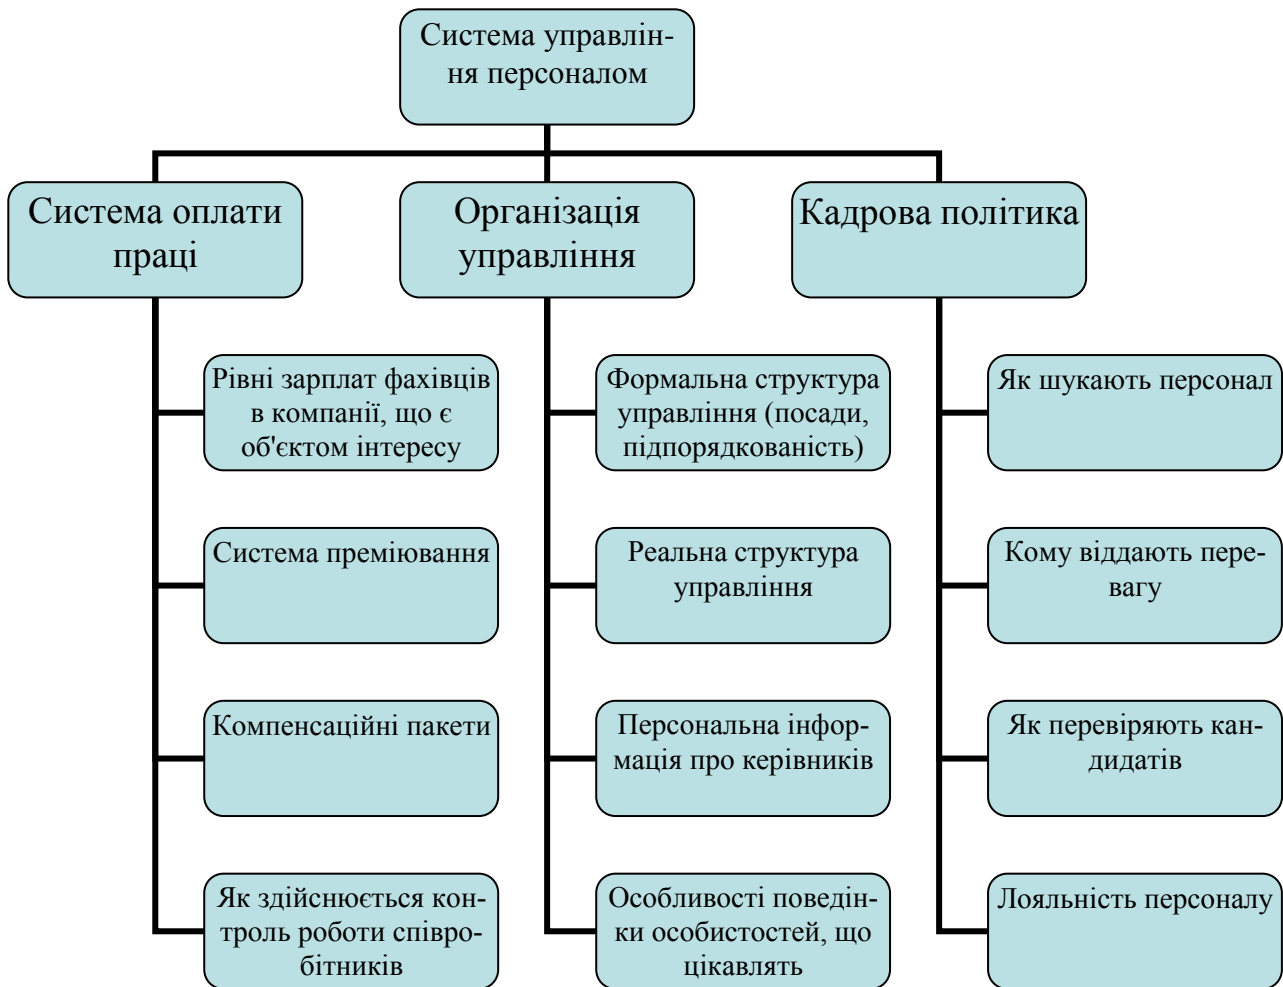 Система управлін-
ня персоналом
Система оплати
праці
Організація
управління
Кадрова політика
Рівні зарплат фахівців
в компанії, що є
об'єктом інтересу
Формальна структура
управління (посади,
підпорядкованість)
Як шукають персонал
Система преміювання
Реальна структура
управління
Кому віддають пере-
вагу
Компенсаційні пакети
Персональна інфор-
мація про керівників
Як перевіряють кан-
дидатів
Як здійснюється кон-
троль роботи співро-
бітників
Особливості поведін-
ки особистостей, що
цікавлять
Лояльність персоналу